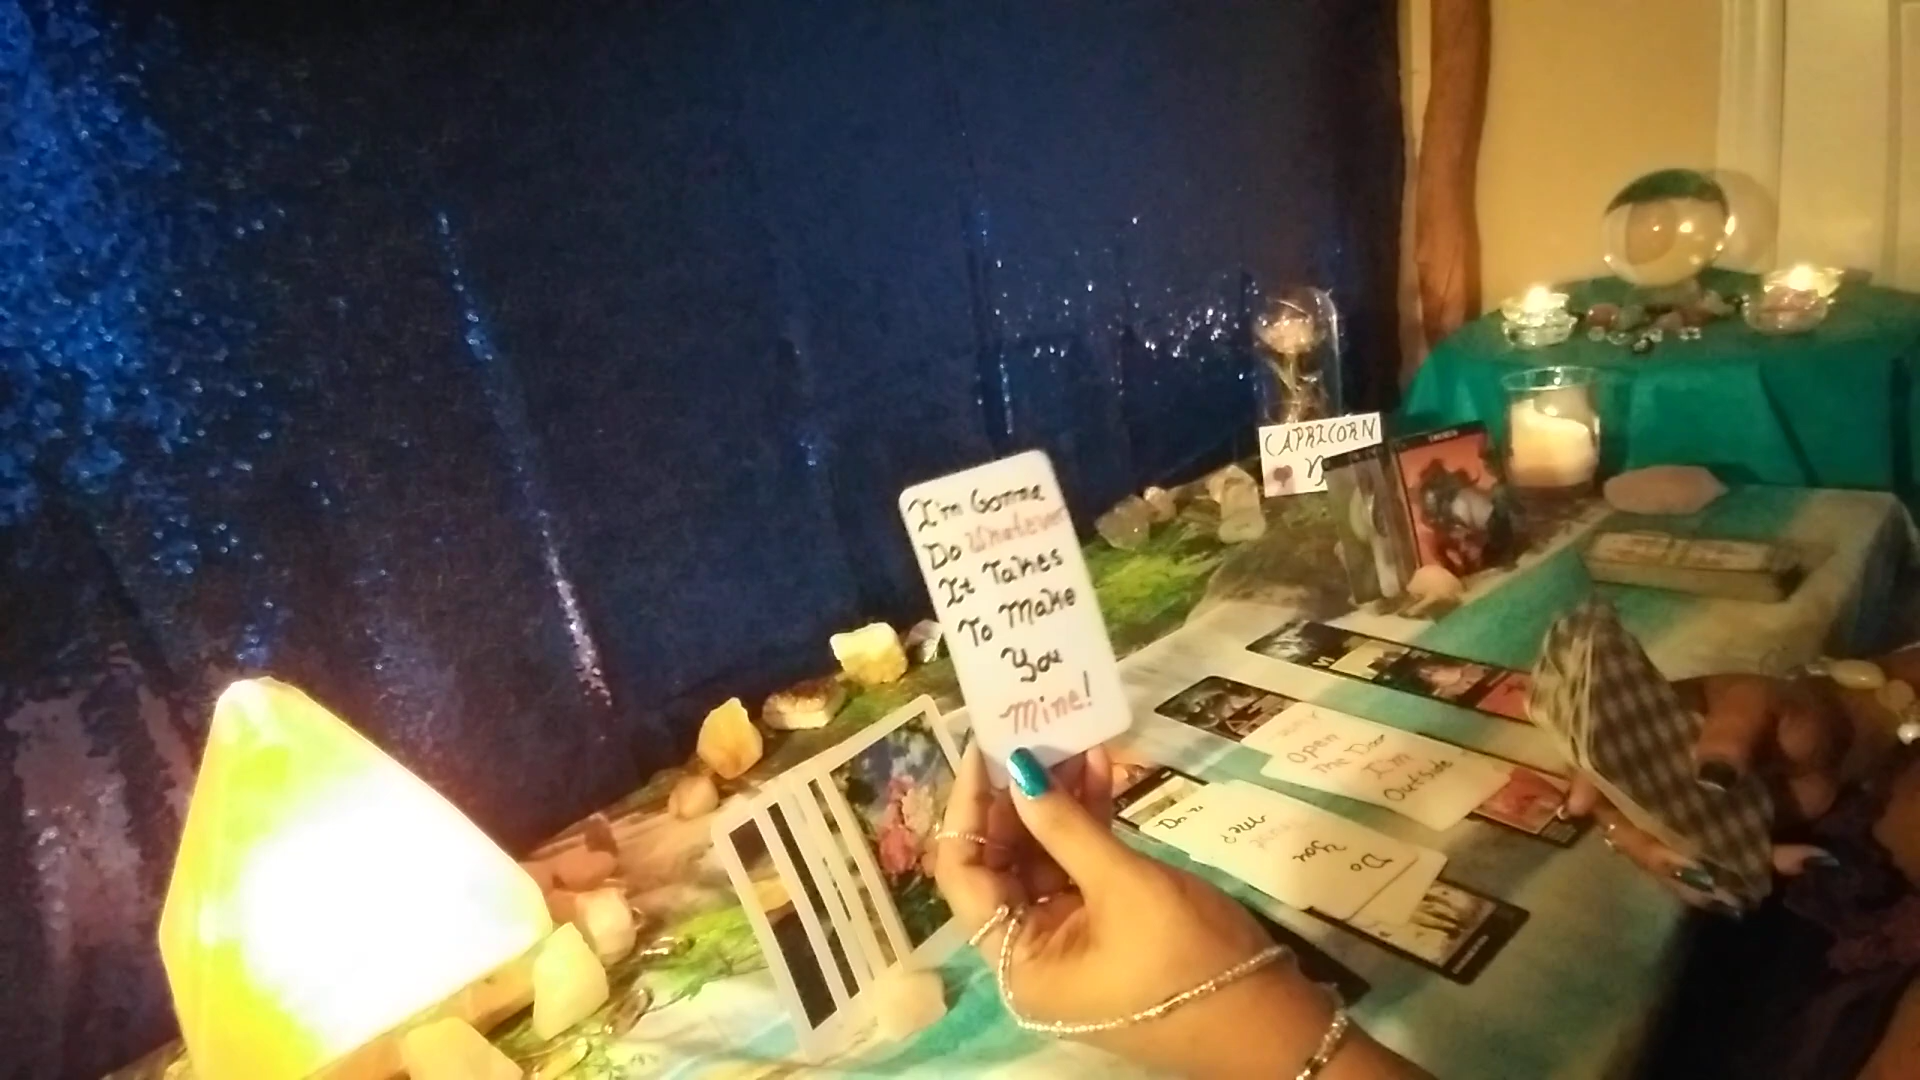 I'm Gonna
Do Whatever
It Takes
To Make
You
Mine!
CAPRICORN
Open
The Door
I'm
Outside
Do
You